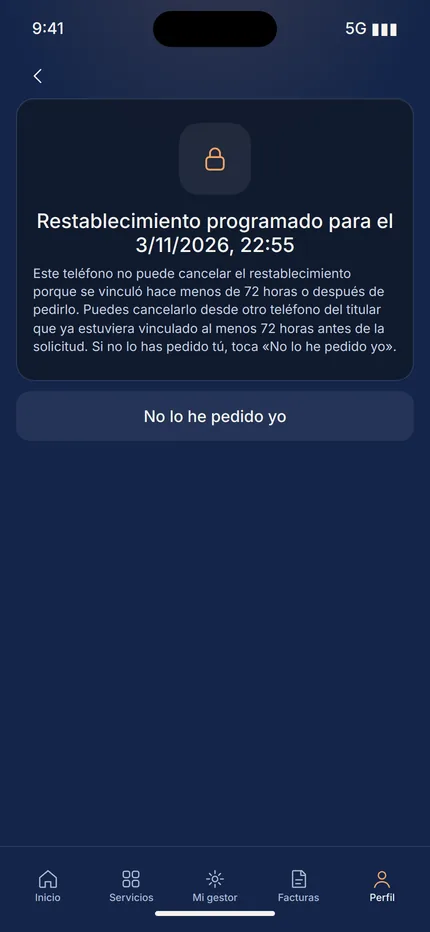 9:41
5G
Restablecimiento programado para el
3/11/2026, 22:55
Este teléfono no puede cancelar el restablecimiento
porque se vinculó hace menos de 72 horas o después de
pedirlo. Puedes cancelarlo desde otro teléfono del titular
que ya estuviera vinculado al menos 72 horas antes de la
solicitud. Si no lo has pedido tú, toca «No lo he pedido yo».
No lo he pedido yo
Inicio
Servicios
Mi gestor
Facturas
Perfil